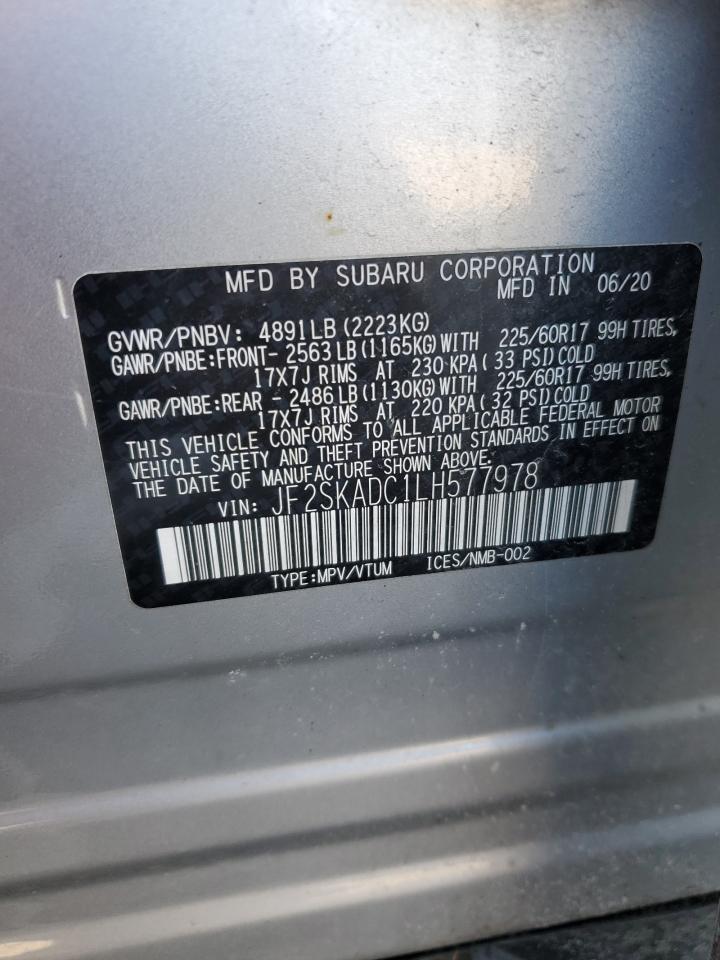 MFD BY SUBARU CORPORATION
MFD IN 06/20
GVWR/PNBV: 4891LB (2223KG)
GAWR/PNBE:FRONT- 2563LB (1165KG) WITH 225/60R17 99H TIRES,
17X7J RIMS AT 230 KPA ( 33 PSI) COLD
GAWR/PNBE:REAR - 2486LB (1130KG) WITH 225/60R17 99H TIRES,
17X7J RIMS AT 220 KPA ( 32 PSI) COLD
THIS VEHICLE CONFORMS TO ALL APPLICABLE FEDERAL MOTOR
VEHICLE SAFETY AND THEFT PREVENTION STANDARDS IN EFFECT ON
THE DATE OF MANUFACTURE SHOWN ABOVE.
VIN: JF2SKADC1LH577978
TYPE:MPV/VTUM ICES/NMB-002